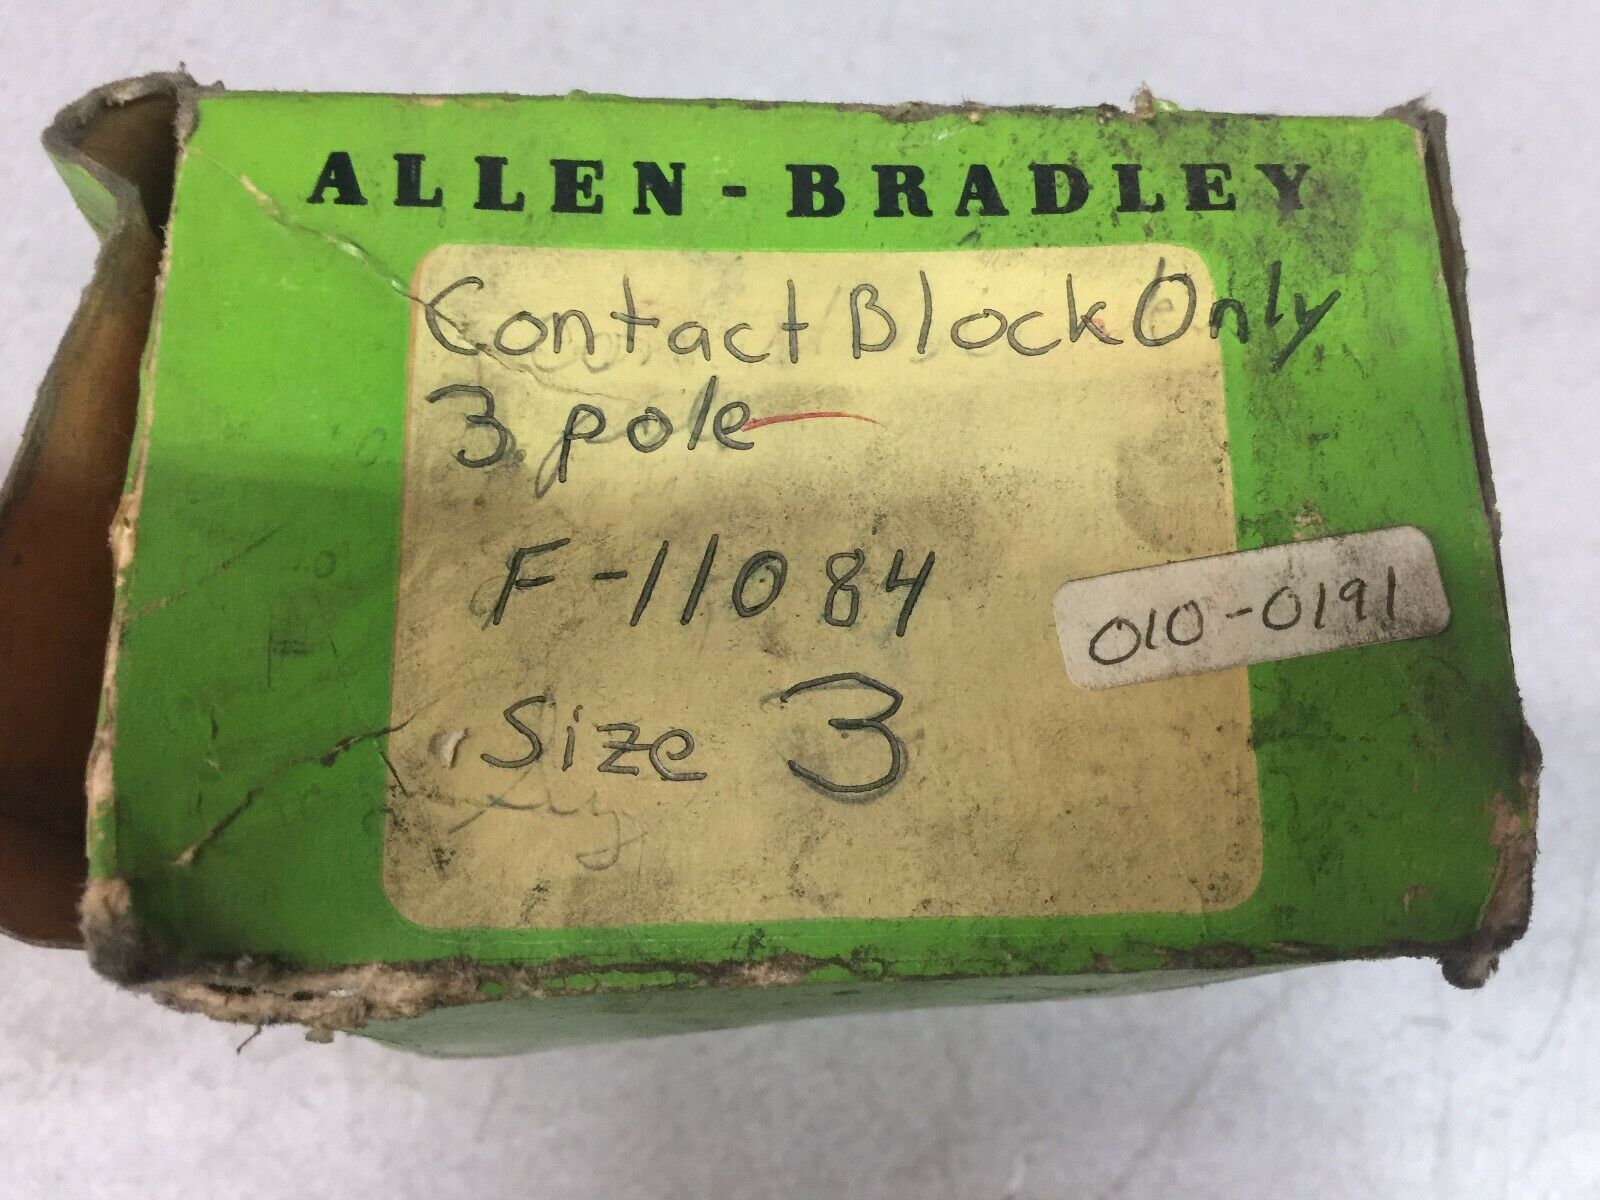 ALLEN-BRADLEY
Contact Block Only
3 pole
F-11084
010-0191
Size 3